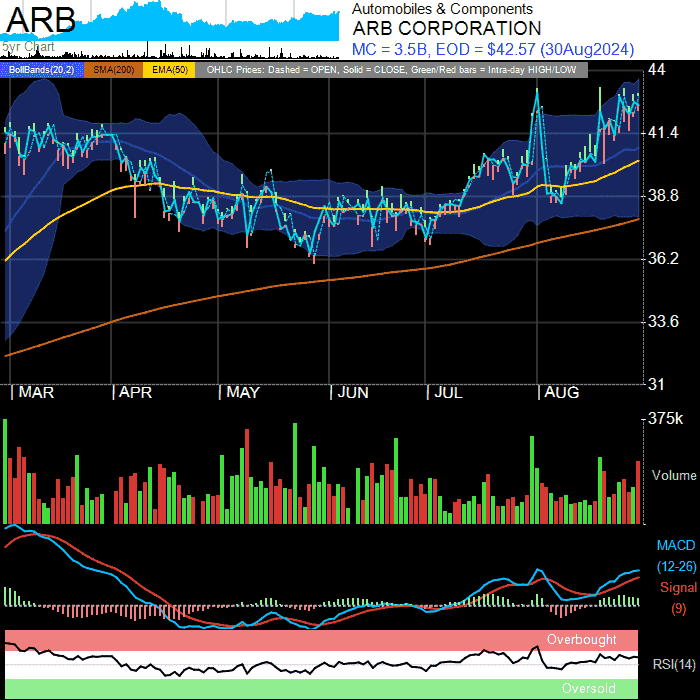 ARB
5yr Chart
Automobiles & Components
ARB CORPORATION
MC = 3.5B, EOD = $42.57 (30Aug2024)
BollBands(20,2) SMA(200) EMA(50) OHLC Prices: Dashed = OPEN, Solid = CLOSE, Green/Red bars = Intra-day HIGH/LOW
44
41.4
38.8
36.2
33.6
31
MAR APR MAY JUN JUL AUG
375k
Volume
MACD
(12-26)
Signal
(9)
Overbought
RSI(14)
Oversold